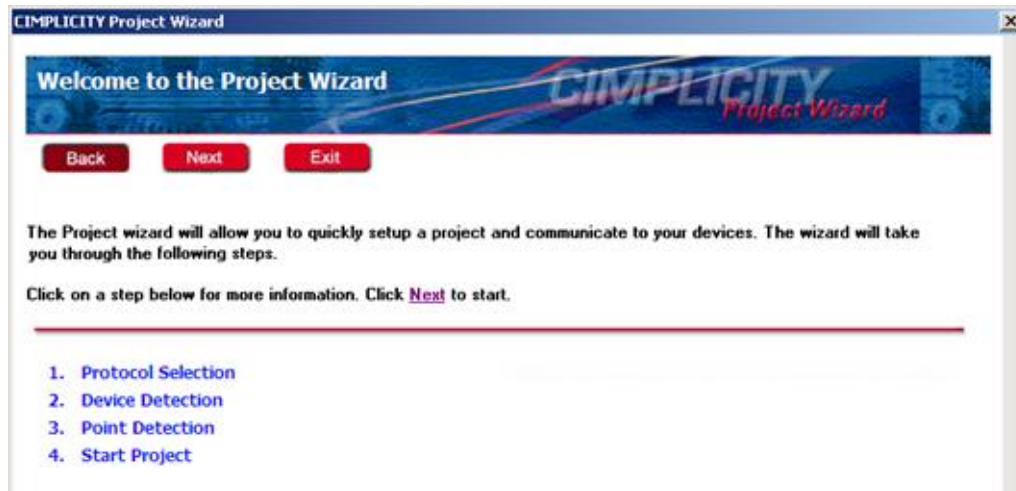 CIMPLICITY Project Wizard
Welcome to the Project Wizard
CIMPLICITY
Project Wizard
Back Next Exit
The Project wizard will allow you to quickly setup a project and communicate to your devices. The wizard will take
you through the following steps.
Click on a step below for more information. Click Next to start.
1. Protocol Selection
2. Device Detection
3. Point Detection
4. Start Project